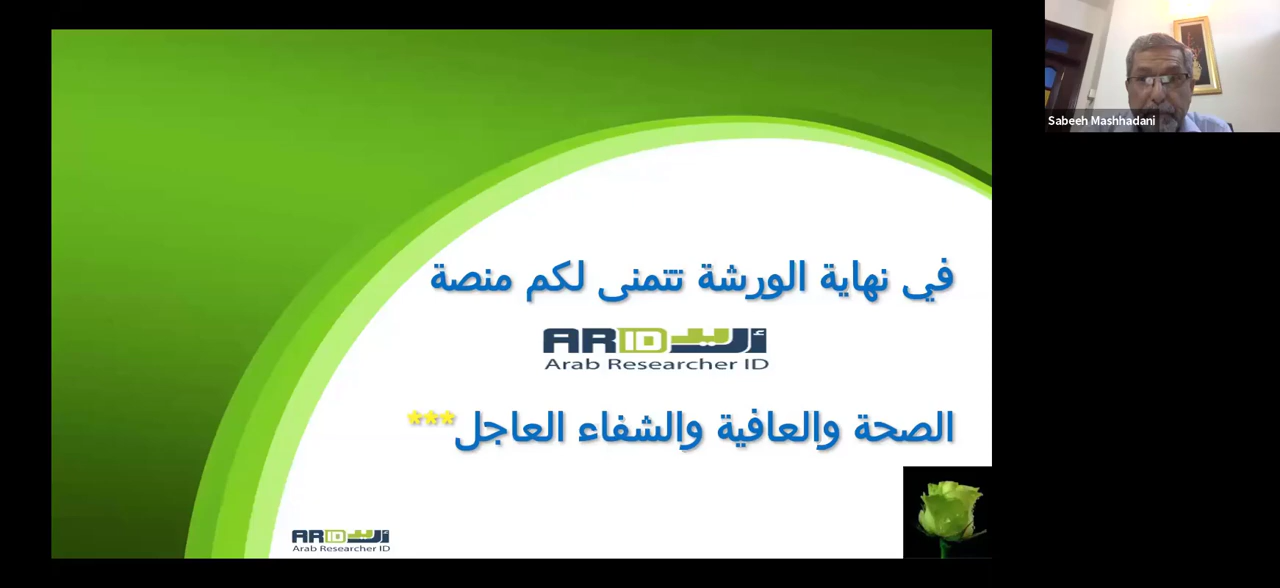 في نهاية الورشة تتمنى لكم منصة
ARID أريد
Arab Researcher ID
الصحة والعافية والشفاء العاجل***
ARID أريد
Arab Researcher ID
Sabeeh Mashhadani